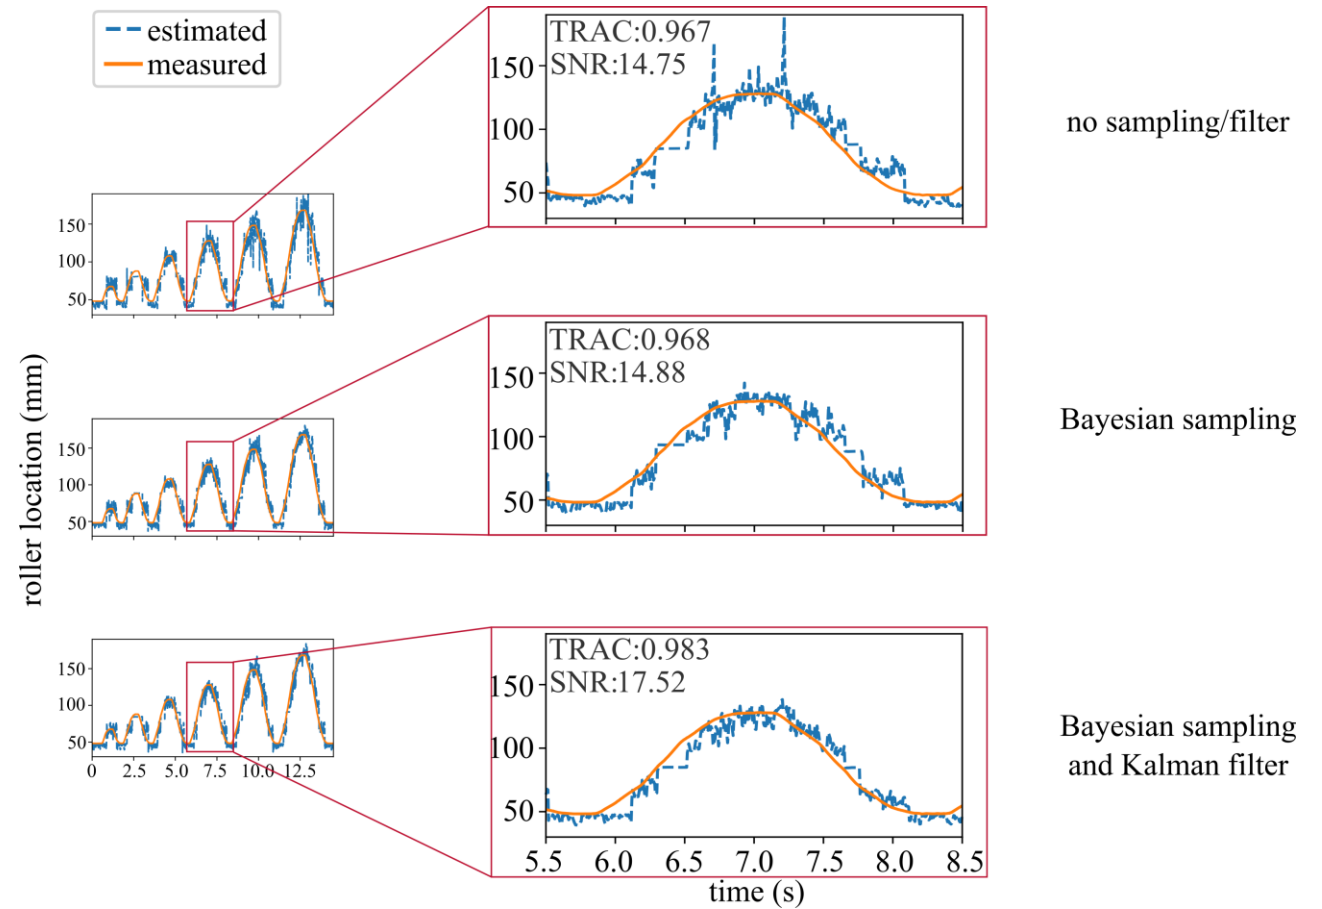 estimated
measured
TRAC:0.967
SNR:14.75
150
100
50
no sampling/filter
150
100
50
TRAC:0.968
SNR:14.88
150
100
50
Bayesian sampling
150
100
50
roller location (mm)
TRAC:0.983
SNR:17.52
150
100
50
Bayesian sampling
and Kalman filter
150
100
50
0 2.5 5.0 7.5 10.0 12.5
5.5 6.0 6.5 7.0 7.5 8.0 8.5
time (s)